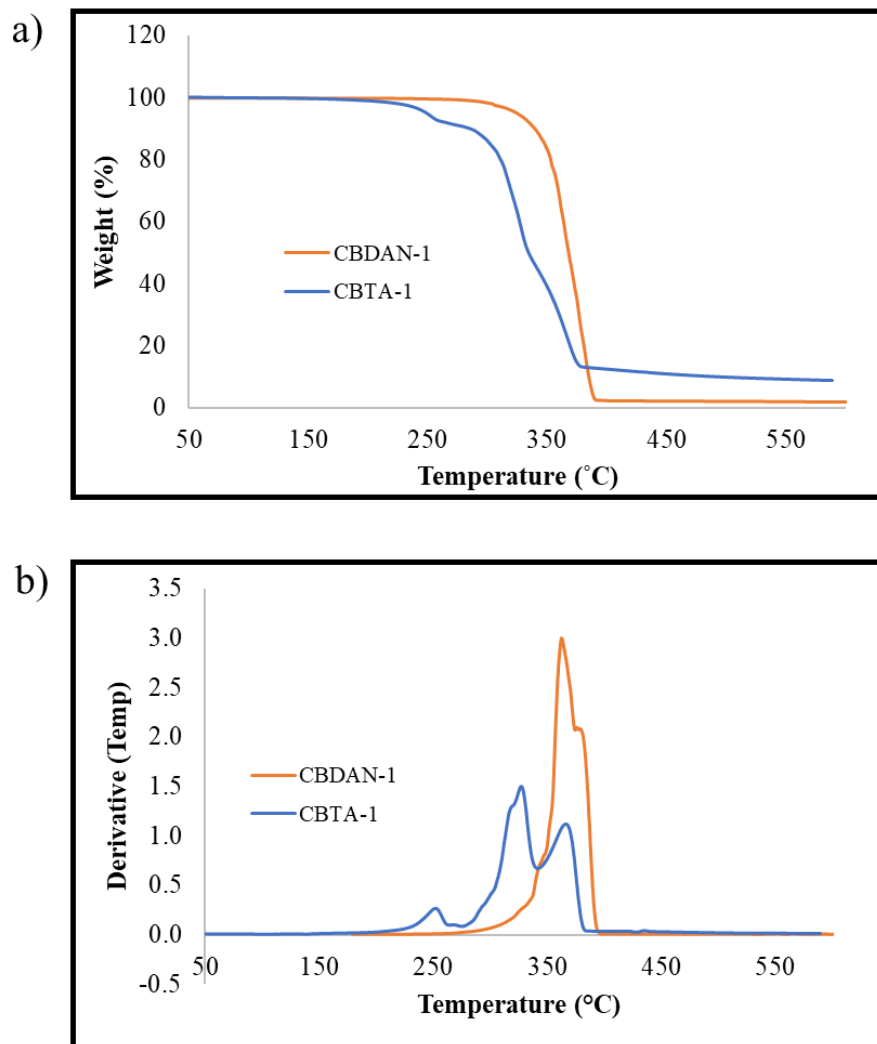 a)
120
100
80
60
40
20
0
Weight (%)
CBDAN-1
CBTA-1
50 150 250 350 450 550
Temperature (˚C)
b)
3.5
3.0
2.5
2.0
1.5
1.0
0.5
0.0
-0.5
Derivative (Temp)
CBDAN-1
CBTA-1
50 150 250 350 450 550
Temperature (°C)